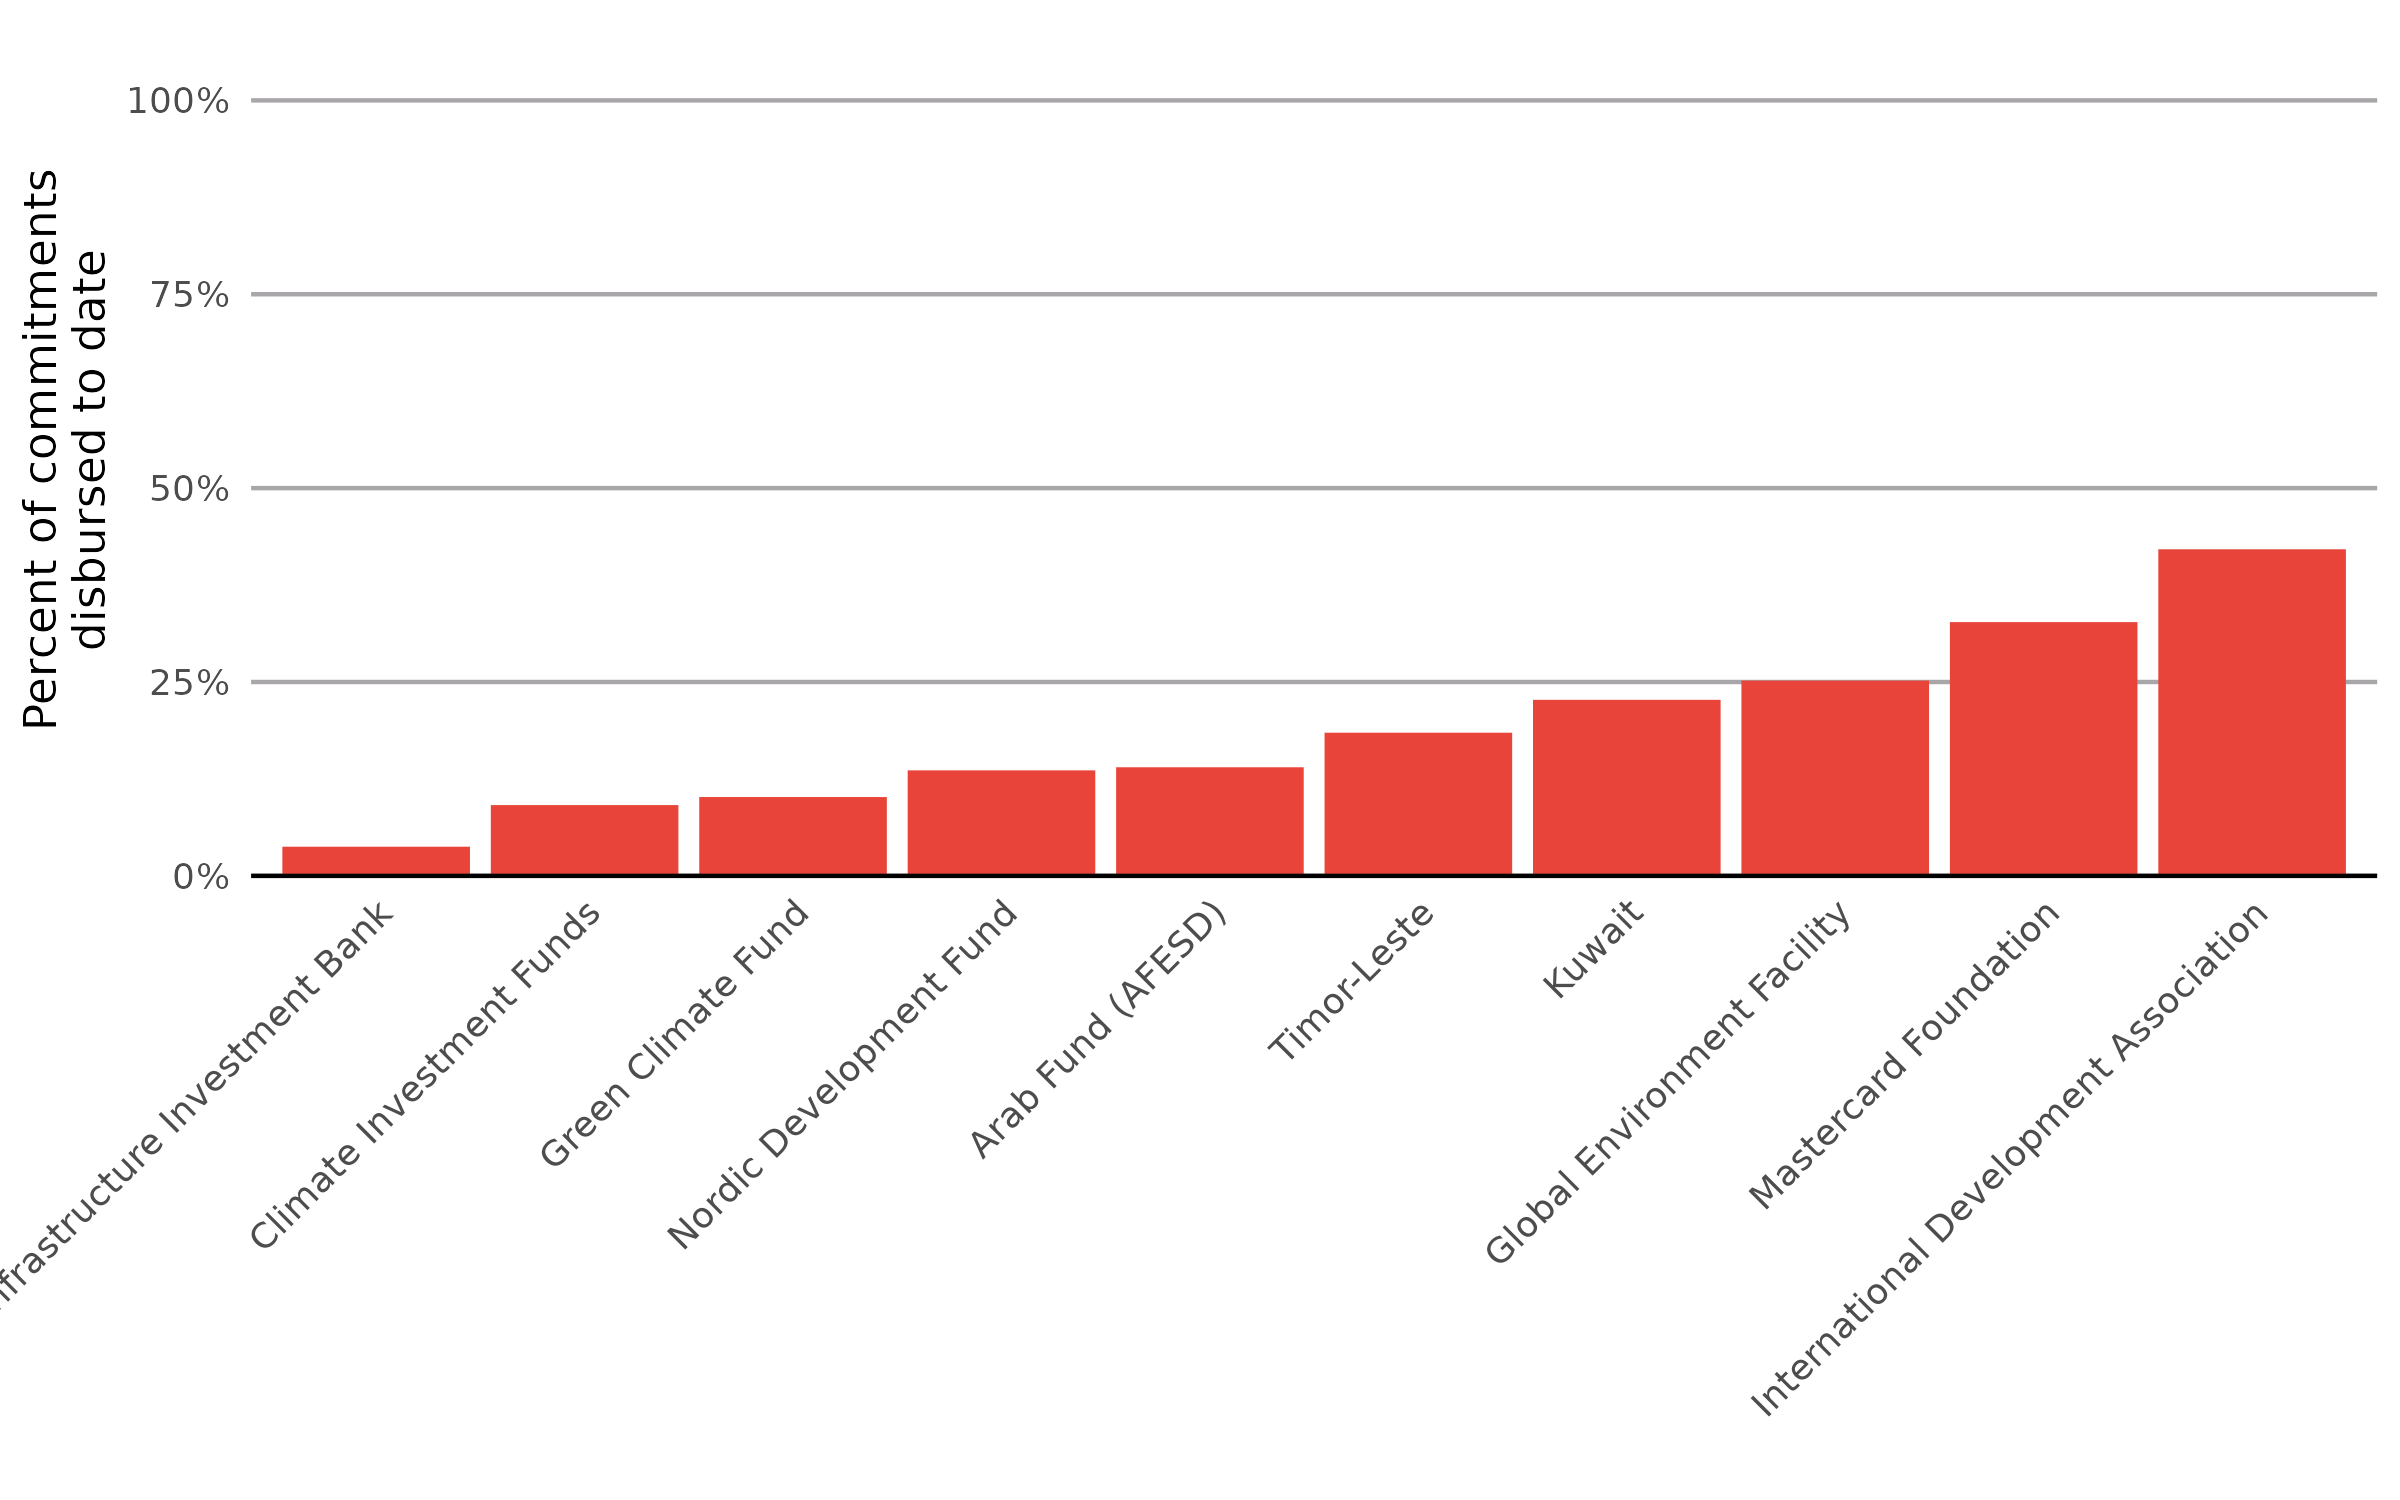 Percent of commitments
disbursed to date
100%
75%
50%
25%
0%
Investment Bank
Climate Investment Funds
Green Climate Fund
Nordic Development Fund
Arab Fund (AFESD)
Timor-Leste
Kuwait
Global Environment Facility
Mastercard Foundation
International Development Association